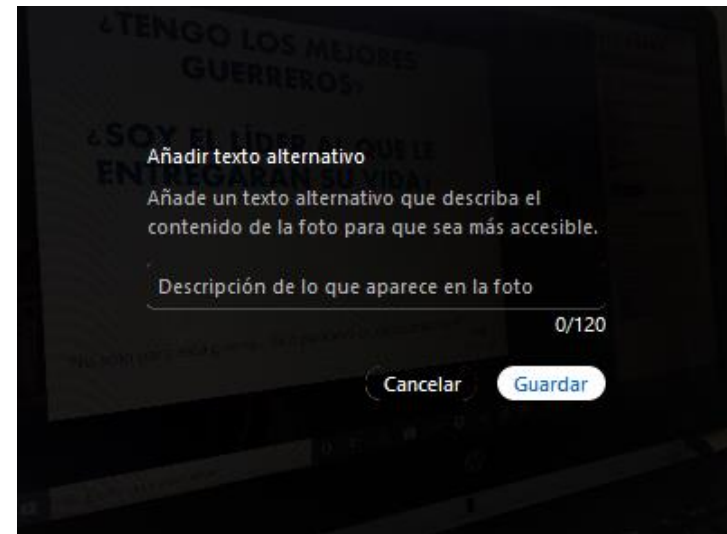 ¿TENGO LOS MEJORES
GUERREROS?
¿SOY EL LÍDER AL QUE LE
ENTREGARÁN SU VIDA?
Añadir texto alternativo
Añade un texto alternativo que describa el
contenido de la foto para que sea más accesible.
Descripción de lo que aparece en la foto
0/120
Cancelar
Guardar